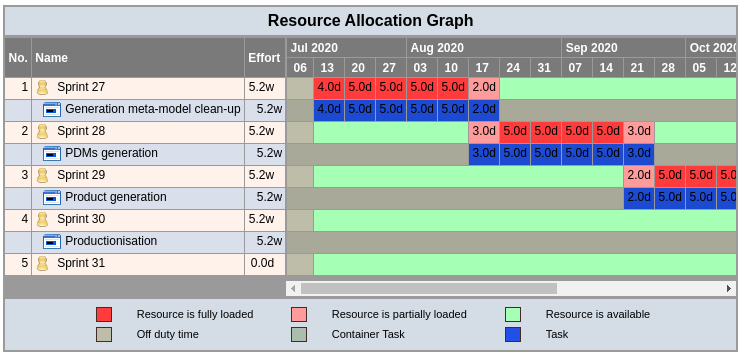 Resource Allocation Graph
No. Name Effort Jul 2020 Aug 2020 Sep 2020 Oct 2020
06 13 20 27 03 10 17 24 31 07 14 21 28 05 12
1 Sprint 27 5.2w 4.0d 5.0d 5.0d 5.0d 5.0d 2.0d
Generation meta-model clean-up 5.2w 4.0d 5.0d 5.0d 5.0d 5.0d 2.0d
2 Sprint 28 5.2w 3.0d 5.0d 5.0d 5.0d 5.0d 3.0d
PDMs generation 5.2w 3.0d 5.0d 5.0d 5.0d 5.0d 3.0d
3 Sprint 29 5.2w 2.0d 5.0d 5.0d 5.0
Product generation 5.2w 2.0d 5.0d 5.0d 5.0
4 Sprint 30 5.2w
Productionisation 5.2w
5 Sprint 31 0.0d
Resource is fully loaded Resource is partially loaded Resource is available
Off duty time Container Task Task